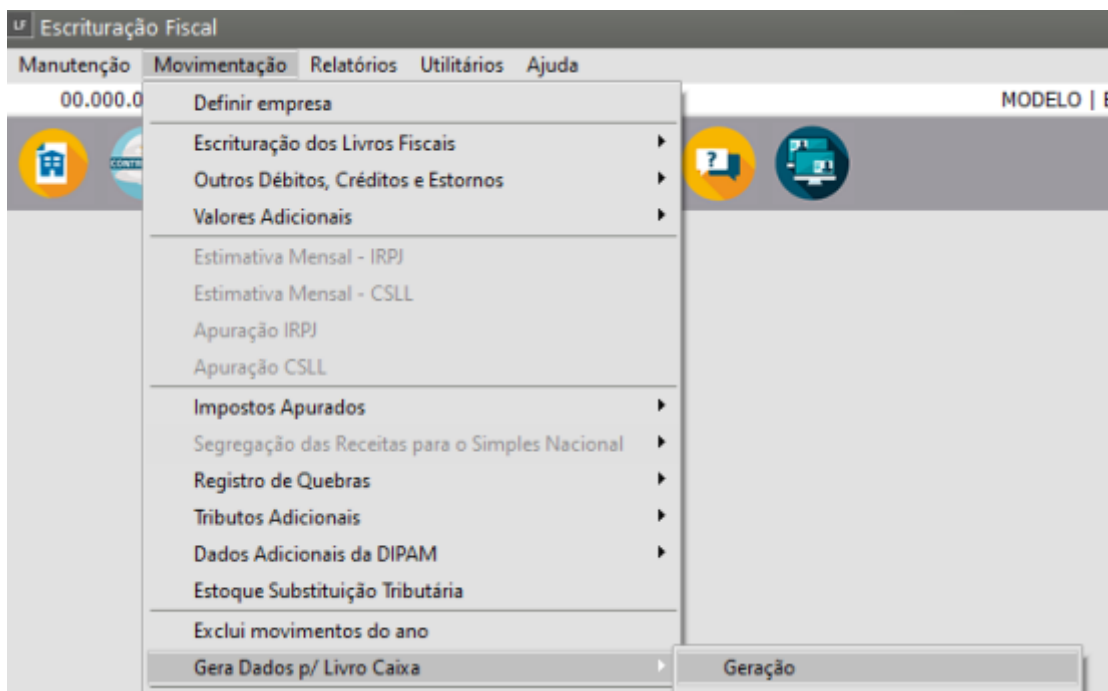 LF Escrituração Fiscal
Manutenção Movimentação Relatórios Utilitários Ajuda
00.000.0 MODELO |
Definir empresa
Escrituração dos Livros Fiscais
Outros Débitos, Créditos e Estornos
Valores Adicionais
Estimativa Mensal - IRPJ
Estimativa Mensal - CSLL
Apuração IRPJ
Apuração CSLL
Impostos Apurados
Segregação das Receitas para o Simples Nacional
Registro de Quebras
Tributos Adicionais
Dados Adicionais da DIPAM
Estoque Substituição Tributária
Exclui movimentos do ano
Gera Dados p/ Livro Caixa Geração